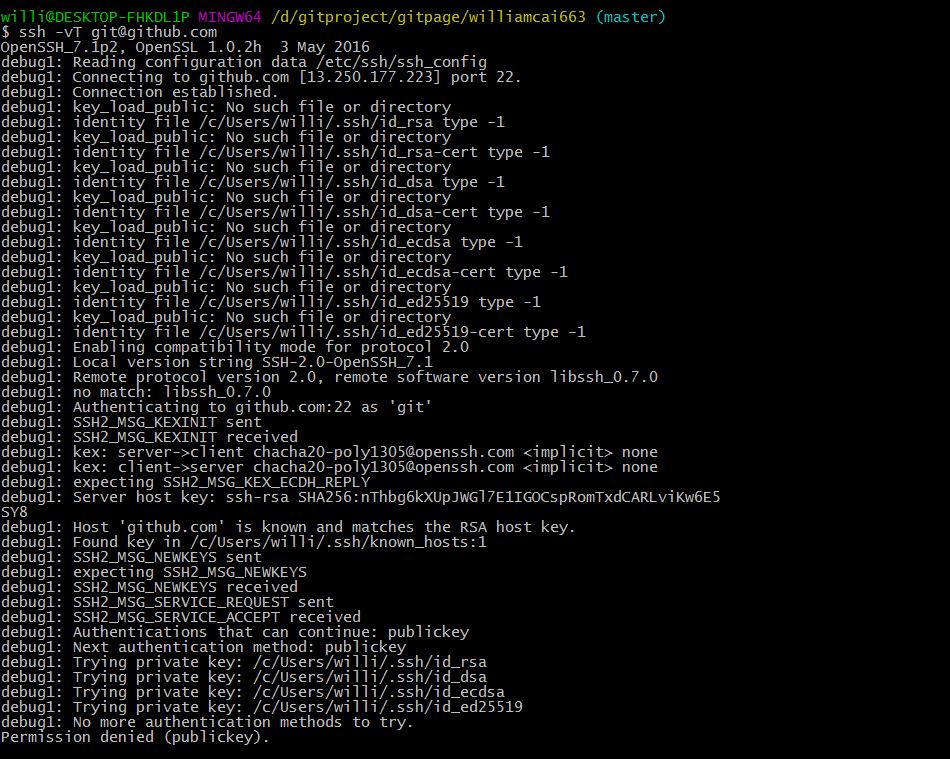 willi@DESKTOP-FHKDL1P MINGW64 /d/gitproject/gitpage/williamcai663 (master)
$ ssh -vT git@github.com
OpenSSH_7.1p2, OpenSSL 1.0.2h  3 May 2016
debug1: Reading configuration data /etc/ssh/ssh_config
debug1: Connecting to github.com [13.250.177.223] port 22.
debug1: Connection established.
debug1: key_load_public: No such file or directory
debug1: identity file /c/Users/willi/.ssh/id_rsa type -1
debug1: key_load_public: No such file or directory
debug1: identity file /c/Users/willi/.ssh/id_rsa-cert type -1
debug1: key_load_public: No such file or directory
debug1: identity file /c/Users/willi/.ssh/id_dsa type -1
debug1: key_load_public: No such file or directory
debug1: identity file /c/Users/willi/.ssh/id_dsa-cert type -1
debug1: key_load_public: No such file or directory
debug1: identity file /c/Users/willi/.ssh/id_ecdsa type -1
debug1: key_load_public: No such file or directory
debug1: identity file /c/Users/willi/.ssh/id_ecdsa-cert type -1
debug1: key_load_public: No such file or directory
debug1: identity file /c/Users/willi/.ssh/id_ed25519 type -1
debug1: key_load_public: No such file or directory
debug1: identity file /c/Users/willi/.ssh/id_ed25519-cert type -1
debug1: Enabling compatibility mode for protocol 2.0
debug1: Local version string SSH-2.0-OpenSSH_7.1
debug1: Remote protocol version 2.0, remote software version libssh_0.7.0
debug1: no match: libssh_0.7.0
debug1: Authenticating to github.com:22 as 'git'
debug1: SSH2_MSG_KEXINIT sent
debug1: SSH2_MSG_KEXINIT received
debug1: kex: server->client chacha20-poly1305@openssh.com <implicit> none
debug1: kex: client->server chacha20-poly1305@openssh.com <implicit> none
debug1: expecting SSH2_MSG_KEX_ECDH_REPLY
debug1: Server host key: ssh-rsa SHA256:nThbg6kXUpJWGl7E1IGOCspRomTxdCARLviKw6E5
SY8
debug1: Host 'github.com' is known and matches the RSA host key.
debug1: Found key in /c/Users/willi/.ssh/known_hosts:1
debug1: SSH2_MSG_NEWKEYS sent
debug1: expecting SSH2_MSG_NEWKEYS
debug1: SSH2_MSG_NEWKEYS received
debug1: SSH2_MSG_SERVICE_REQUEST sent
debug1: SSH2_MSG_SERVICE_ACCEPT received
debug1: Authentications that can continue: publickey
debug1: Next authentication method: publickey
debug1: Trying private key: /c/Users/willi/.ssh/id_rsa
debug1: Trying private key: /c/Users/willi/.ssh/id_dsa
debug1: Trying private key: /c/Users/willi/.ssh/id_ecdsa
debug1: Trying private key: /c/Users/willi/.ssh/id_ed25519
debug1: No more authentication methods to try.
Permission denied (publickey).